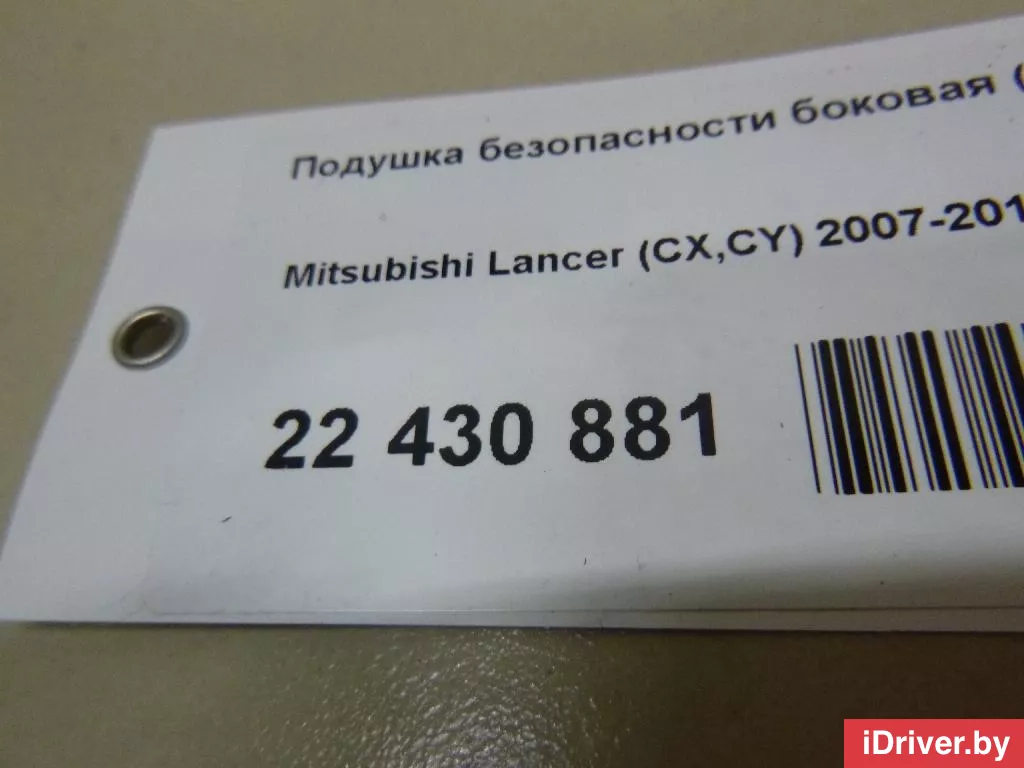 Подушка безопасности боковая (
Mitsubishi Lancer (CX,CY) 2007-201
22 430 881
iDriver.by